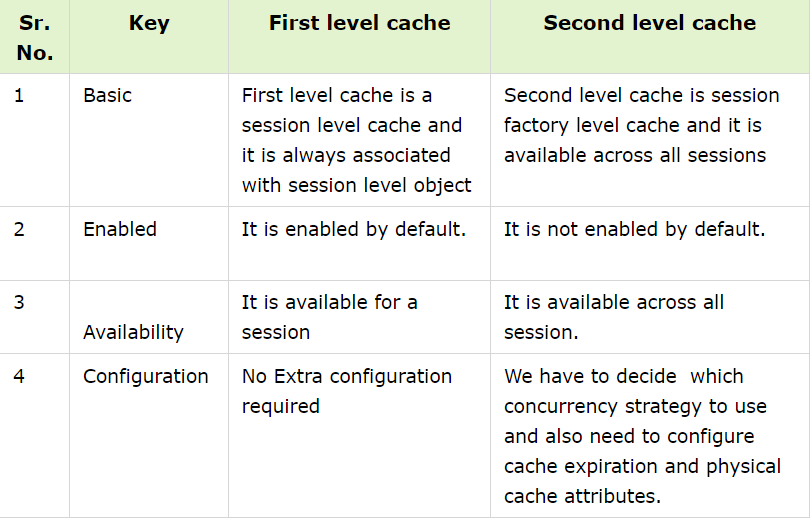 Sr. No.
Key
First level cache
Second level cache
1
Basic
First level cache is a
session level cache and
it is always associated
with session level object
Second level cache is session
factory level cache and it is
available across all sessions
2
Enabled
It is enabled by default.
It is not enabled by default.
3
Availability
It is available for a
session
It is available across all
session.
4
Configuration
No Extra configuration
required
We have to decide  which
concurrency strategy to use
and also need to configure
cache expiration and physical
cache attributes.